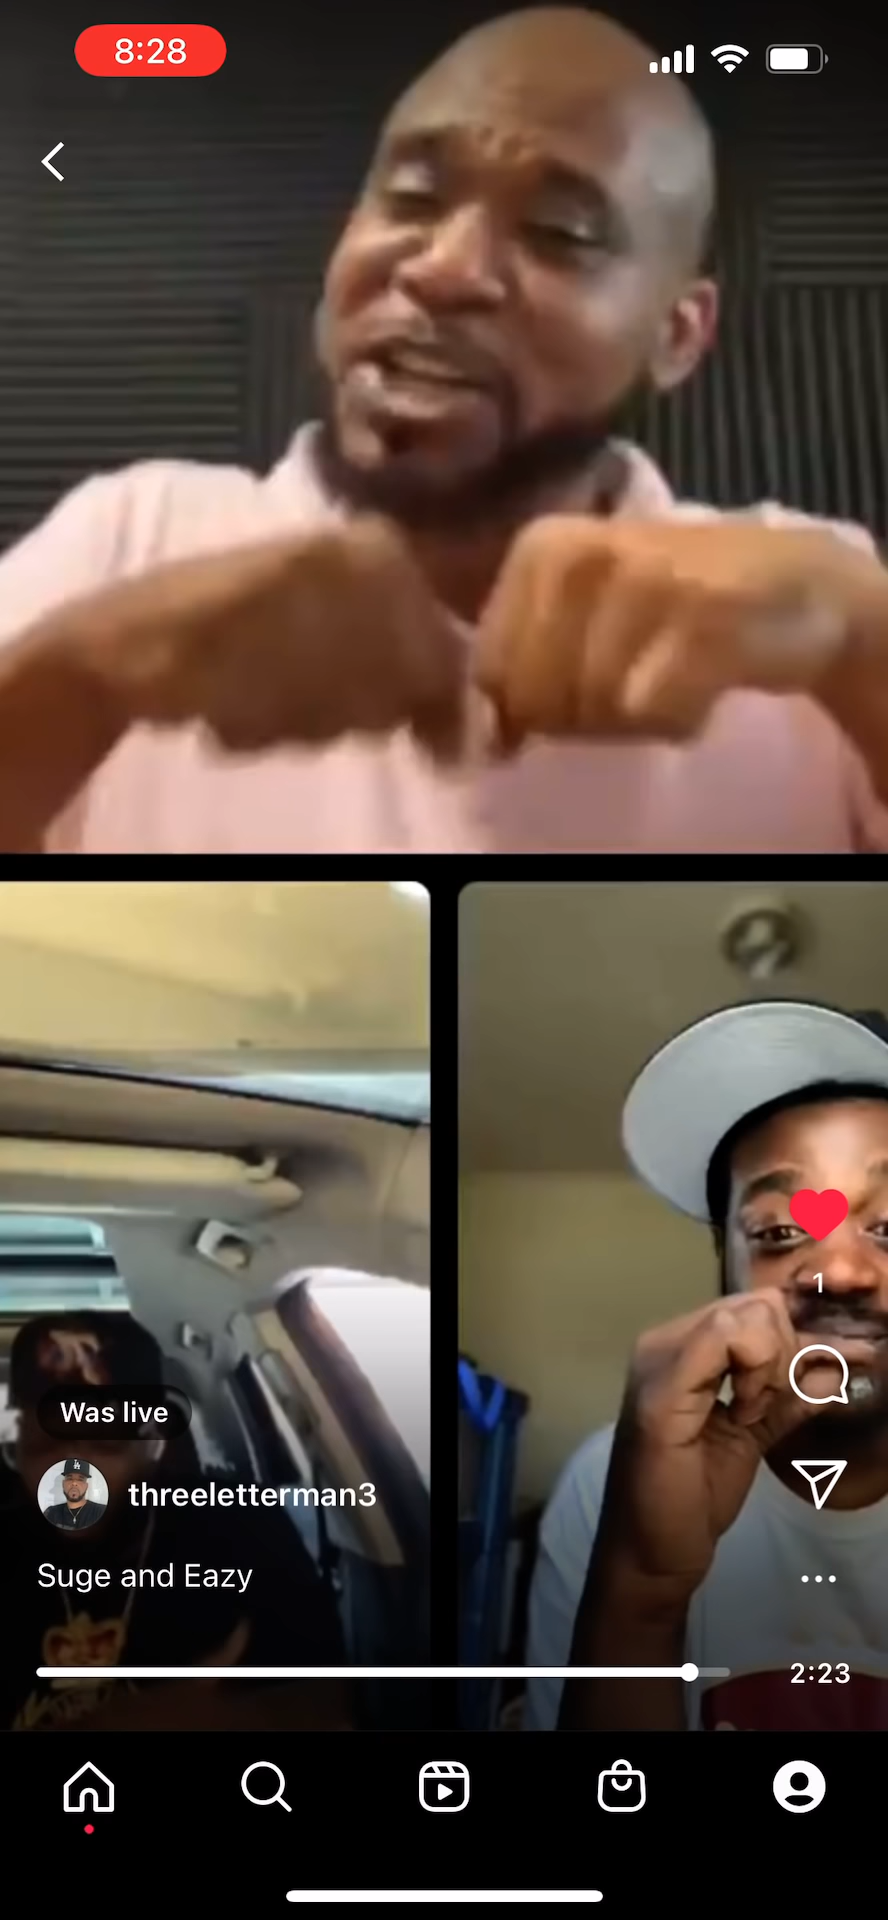 8:28
1
Was live
threeletterman3
Suge and Eazy
2:23